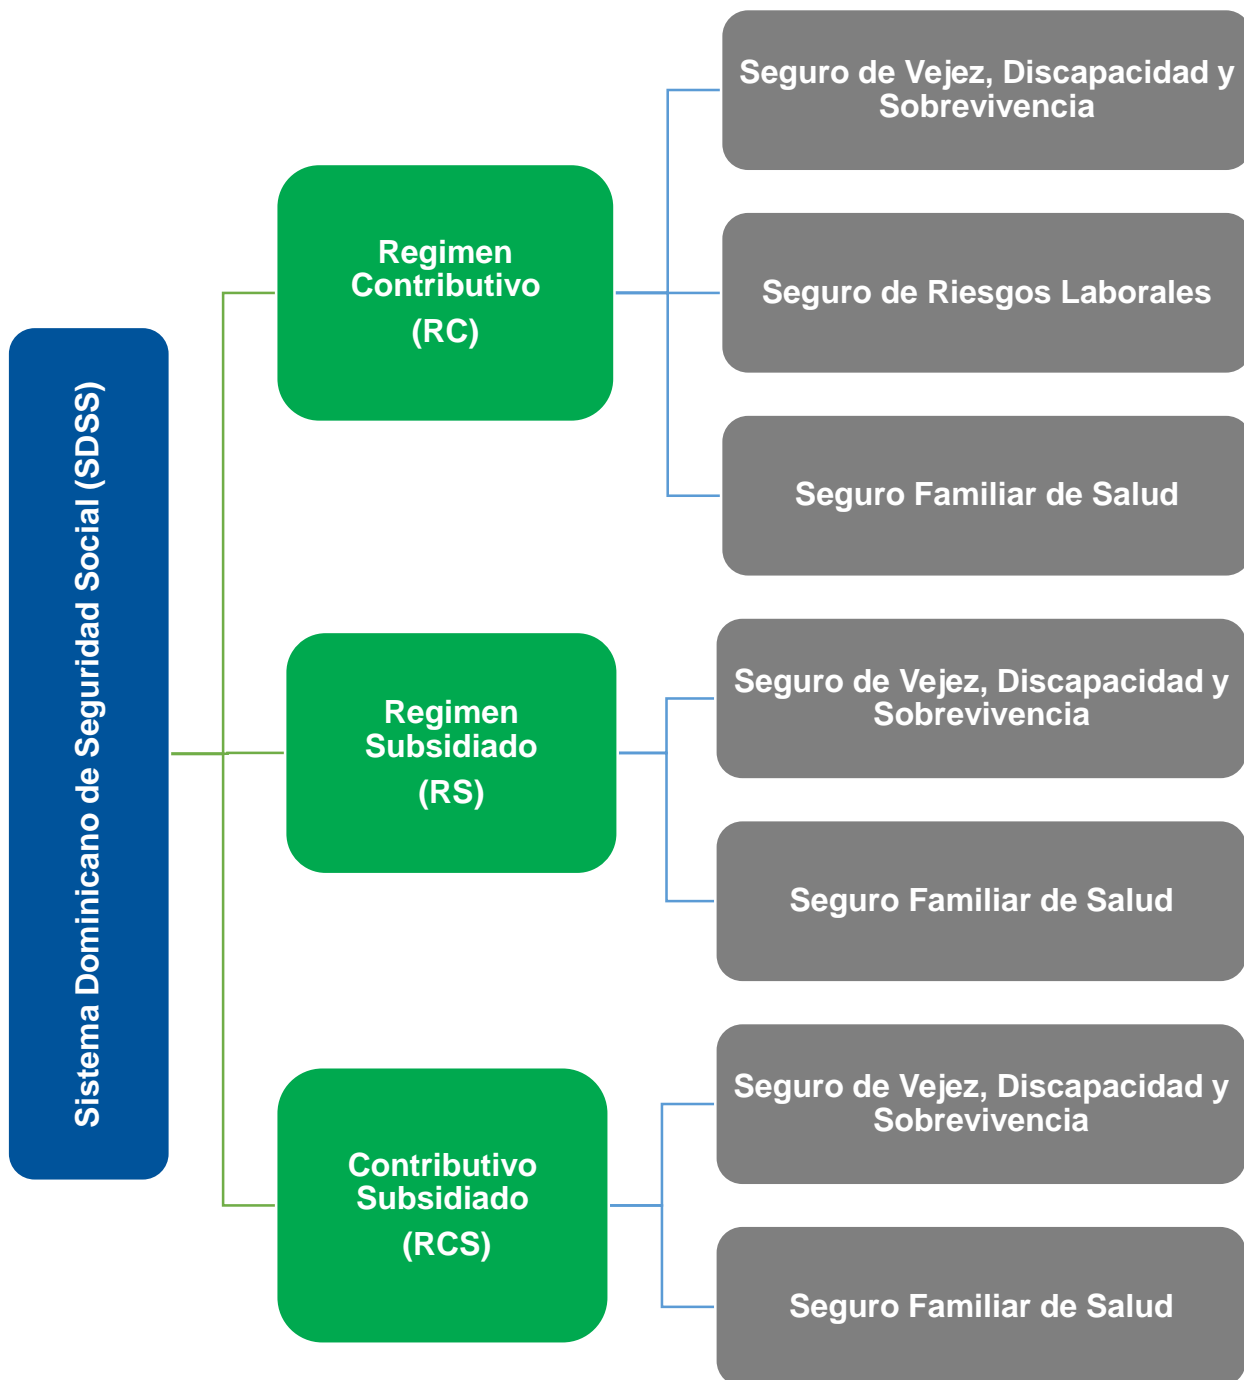 Sistema Dominicano de Seguridad Social (SDSS)
Regimen
Contributivo
(RC)
Seguro de Vejez, Discapacidad y
Sobrevivencia
Seguro de Riesgos Laborales
Seguro Familiar de Salud
Regimen
Subsidiado
(RS)
Seguro de Vejez, Discapacidad y
Sobrevivencia
Seguro Familiar de Salud
Contributivo
Subsidiado
(RCS)
Seguro de Vejez, Discapacidad y
Sobrevivencia
Seguro Familiar de Salud